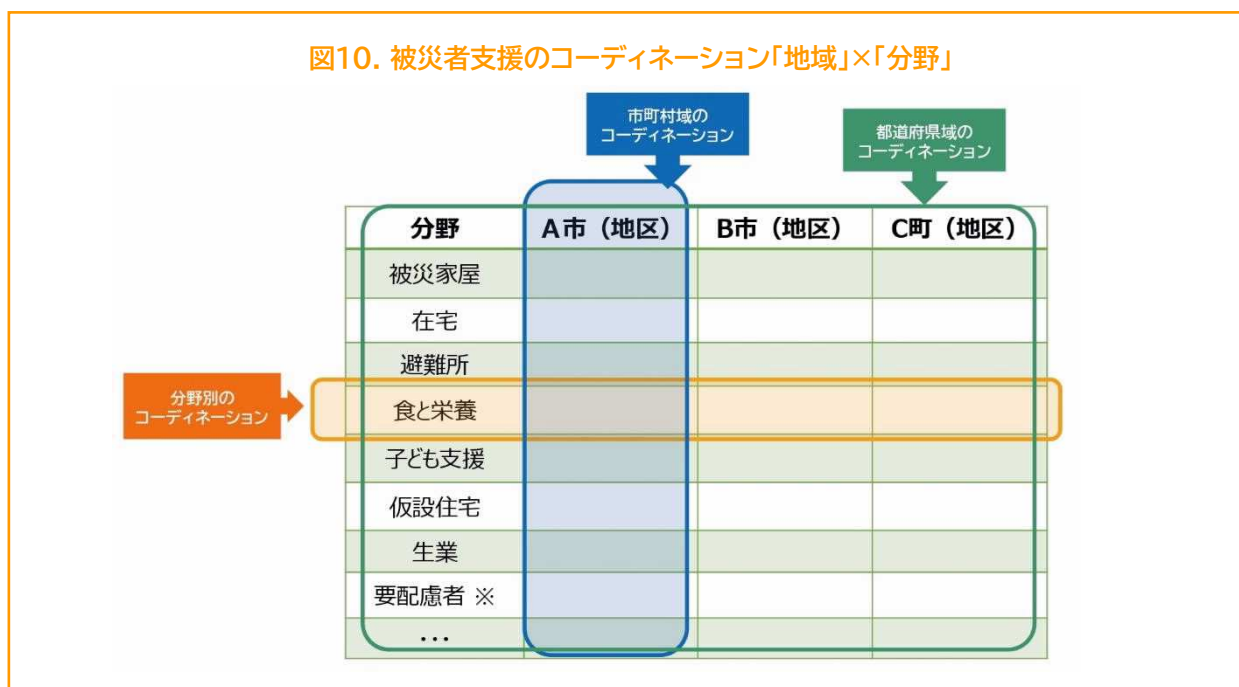 図10. 被災者支援のコーディネーション「地域」×「分野」
市町村域の
コーディネーション
都道府県域の
コーディネーション
分野 A市（地区） B市（地区） C町（地区）
被災家屋
在宅
避難所
分野別の
コーディネーション
食と栄養
子ども支援
仮設住宅
生業
要配慮者 ※
・・・